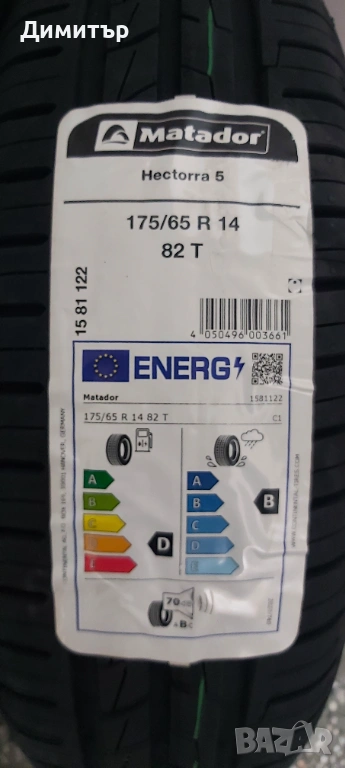 Димитър
Matador
Hectorra 5
175/65 R 14
82 T
15 81 122
4 050496 003661
ENERG
Matador
1581122
175/65 R 14 82 T
C1
A
B
C
D
A
B
C
D
B
70
B
BAZAR